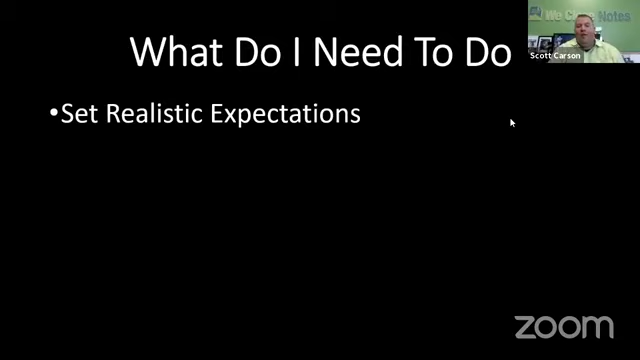 We Close Notes
What Do I Need To Do
Scott Carson
•Set Realistic Expectations
zoom